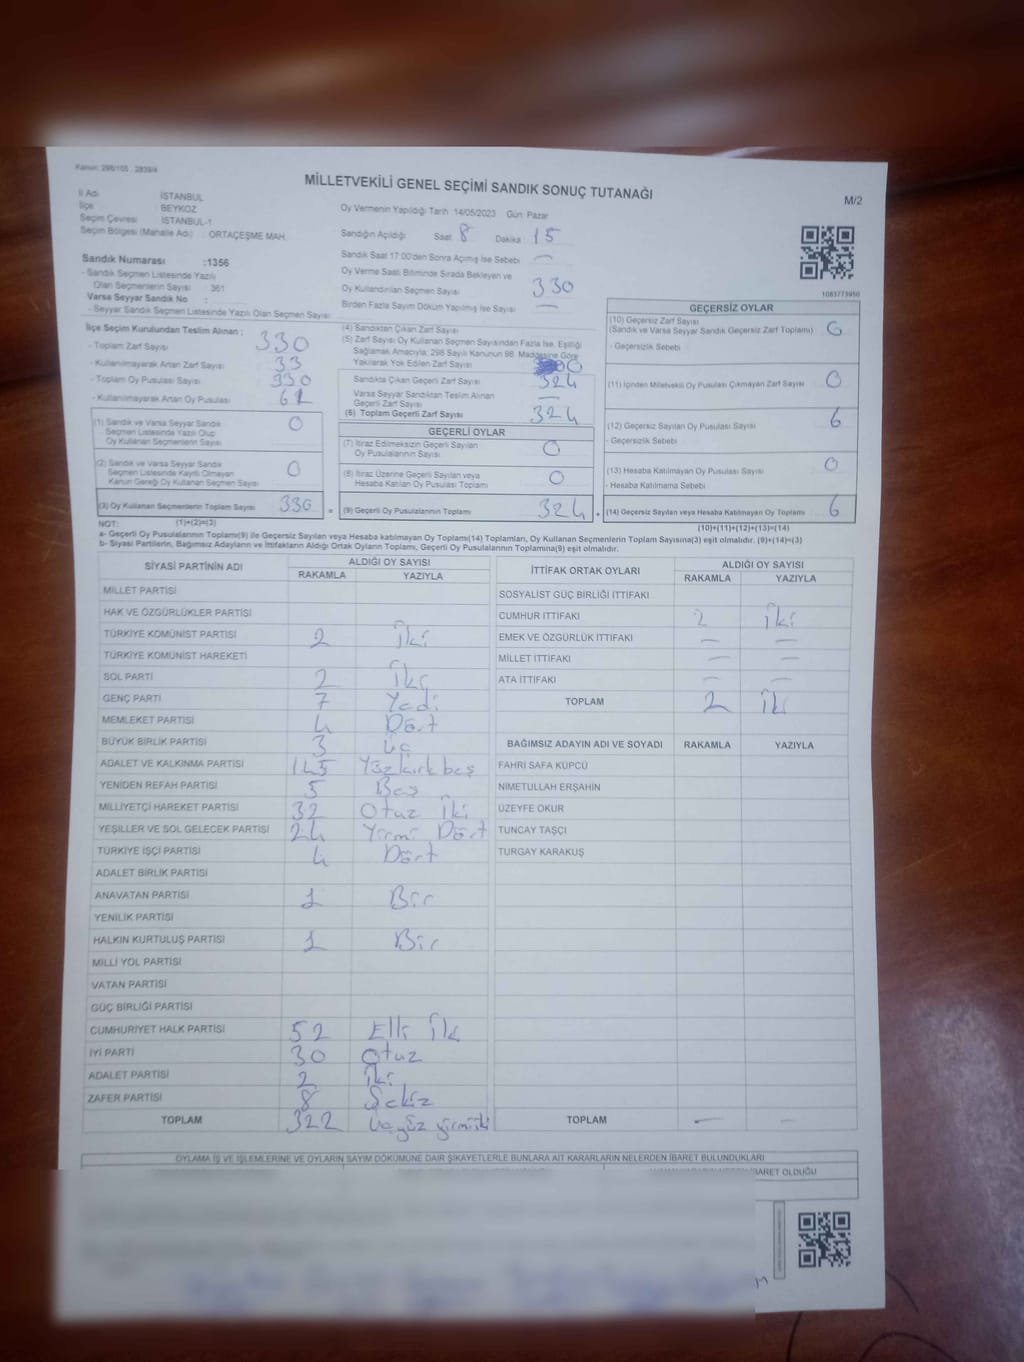 Kanun: 298/105 , 2839/4
MİLLETVEKİLİ GENEL SEÇİMİ SANDIK SONUÇ TUTANAĞI
M/2
İl Adı İSTANBUL
İlçe BEYKOZ
Seçim Çevresi İSTANBUL-1
Seçim Bölgesi (Mahalle Adı) : ORTAÇEŞME MAH.
Oy Vermenin Yapıldığı Tarih :14/05/2023 Gün: Pazar
Sandığın Açıldığı Saat: 8 Dakika : 15
Sandık Saat 17:00'den Sonra Açılmış İse Sebebi —
Oy Verme Saati Bitiminde Sırada Bekleyen ve
Oy Kullandırılan Seçmen Sayısı 330
Birden Fazla Sayım Döküm Yapılmış İse Sayısı —
Sandık Numarası :1356
- Sandık Seçmen Listesinde Yazılı
Olan Seçmenlerin Sayısı 361
Varsa Seyyar Sandık No :
- Seyyar Sandık Seçmen Listesinde Yazılı Olan Seçmen Sayısı
1083773950
İlçe Seçim Kurulundan Teslim Alınan :
- Toplam Zarf Sayısı 330
- Kullanılmayarak Artan Zarf Sayısı 33
- Toplam Oy Pusulası Sayısı 330
- Kullanılmayarak Artan Oy Pusulası
(1) Sandık ve Varsa Seyyar Sandık
Seçmen Listesinde Yazılı Olup
Oy Kullanan Seçmenlerin Sayısı 0
(2) Sandık ve Varsa Seyyar Sandık
Seçmen Listesinde Kayıtlı Olmayan
Kanun Gereği Oy Kullanan Seçmen Sayısı 0
(3) Oy Kullanan Seçmenlerin Toplam Sayısı 330 =
(1)+(2)=(3)
(4) Sandıktan Çıkan Zarf Sayısı
(5) Zarf Sayısı Oy Kullanan Seçmen Sayısından Fazla İse, Eşitliği
Sağlamak Amacıyla; 298 Sayılı Kanunun 98. Maddesine Göre
Yakılarak Yok Edilen Zarf Sayısı
Sandıkta Çıkan Geçerli Zarf Sayısı 324
Varsa Seyyar Sandıktan Teslim Alınan
Geçerli Zarf Sayısı —
(6) Toplam Geçerli Zarf Sayısı 324
GEÇERLİ OYLAR
(7) İtiraz Edilmeksizin Geçerli Sayılan
Oy Pusulalarının Sayısı 0
(8) İtiraz Üzerine Geçerli Sayılan veya
Hesaba Katılan Oy Pusulası Toplamı 0
(9) Geçerli Oy Pusulalarının Toplamı 324 +
GEÇERSİZ OYLAR
(10) Geçersiz Zarf Sayısı
(Sandık ve Varsa Seyyar Sandık Geçersiz Zarf Toplamı) 6
- Geçersizlik Sebebi
(11) İçinden Milletvekili Oy Pusulası Çıkmayan Zarf Sayısı 0
(12) Geçersiz Sayılan Oy Pusulası Sayısı 6
- Geçersizlik Sebebi
(13) Hesaba Katılmayan Oy Pusulası Sayısı 0
- Hesaba Katılmama Sebebi
(14) Geçersiz Sayılan veya Hesaba Katılmayan Oy Toplamı 6
(10)+(11)+(12)+(13)=(14)
NOT:
a- Geçerli Oy Pusulalarının Toplamı(9) ile Geçersiz Sayılan veya Hesaba katılmayan Oy Toplamı(14) Toplamları, Oy Kullanan Seçmenlerin Toplam Sayısına(3) eşit olmalıdır. (9)+(14)=(3)
b- Siyasi Partilerin, Bağımsız Adayların ve İttifakların Aldığı Ortak Oyların Toplamı, Geçerli Oy Pusulalarının Toplamına(9) eşit olmalıdır.
SİYASİ PARTİNİN ADI ALDIĞI OY SAYISI
RAKAMLA YAZIYLA
MİLLET PARTİSİ
HAK VE ÖZGÜRLÜKLER PARTİSİ
TÜRKİYE KOMÜNİST PARTİSİ 2 İki
TÜRKİYE KOMÜNİST HAREKETİ
SOL PARTİ 2 İki
GENÇ PARTİ 7 Yedi
MEMLEKET PARTİSİ 4 Dört
BÜYÜK BİRLİK PARTİSİ 3 Üç
ADALET VE KALKINMA PARTİSİ 145 Yüzkırkbeş
YENİDEN REFAH PARTİSİ 5 Beş
MİLLİYETÇİ HAREKET PARTİSİ 32 Otuz İki
YEŞİLLER VE SOL GELECEK PARTİSİ 24 Yirmi Dört
TÜRKİYE İŞÇİ PARTİSİ 4 Dört
ADALET BİRLİK PARTİSİ
ANAVATAN PARTİSİ 1 Bir
YENİLİK PARTİSİ
HALKIN KURTULUŞ PARTİSİ 1 Bir
MİLLİ YOL PARTİSİ
VATAN PARTİSİ
GÜÇ BİRLİĞİ PARTİSİ
CUMHURİYET HALK PARTİSİ 52 Elli İki
İYİ PARTİ 30 Otuz
ADALET PARTİSİ 2 iki
ZAFER PARTİSİ 8 Sekiz
TOPLAM 322 üçyüz yirmiiki
İTTİFAK ORTAK OYLARI ALDIĞI OY SAYISI
RAKAMLA YAZIYLA
SOSYALİST GÜÇ BİRLİĞİ İTTİFAKI
CUMHUR İTTİFAKI 2 İki
EMEK VE ÖZGÜRLÜK İTTİFAKI — —
MİLLET İTTİFAKI — —
ATA İTTİFAKI — —
TOPLAM 2 İki
BAĞIMSIZ ADAYIN ADI VE SOYADI RAKAMLA YAZIYLA
FAHRİ SAFA KÜPCÜ
NİMETULLAH ERŞAHİN
ÜZEYFE OKUR
TUNCAY TAŞÇI
TURGAY KARAKUŞ
TOPLAM — —
OYLAMA İŞ VE İŞLEMLERİNE VE OYLARIN SAYIM DÖKÜMÜNE DAİR ŞİKAYETLERLE BUNLARA AİT KARARLARIN NELERDEN İBARET BULUNDUKLARI
İBARET OLDUĞU